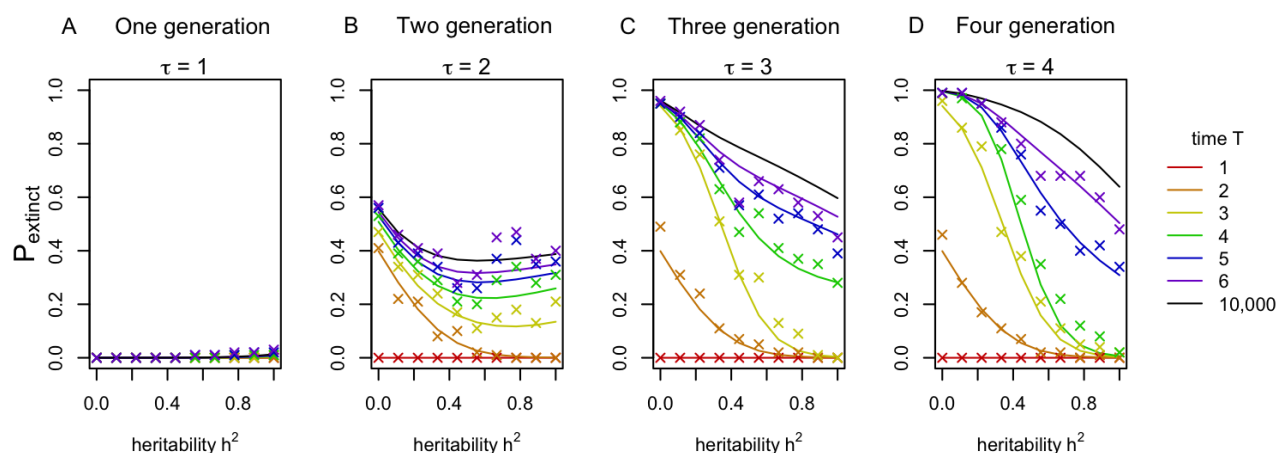 A One generation
B Two generation
C Three generation
D Four generation
τ = 1
τ = 2
τ = 3
τ = 4
P_extinct
1.0
0.8
0.6
0.4
0.2
0.0
0.0 0.4 0.8
heritability h²
1.0
0.8
0.6
0.4
0.2
0.0
0.0 0.4 0.8
heritability h²
1.0
0.8
0.6
0.4
0.2
0.0
0.0 0.4 0.8
heritability h²
1.0
0.8
0.6
0.4
0.2
0.0
0.0 0.4 0.8
heritability h²
time T
1
2
3
4
5
6
10,000